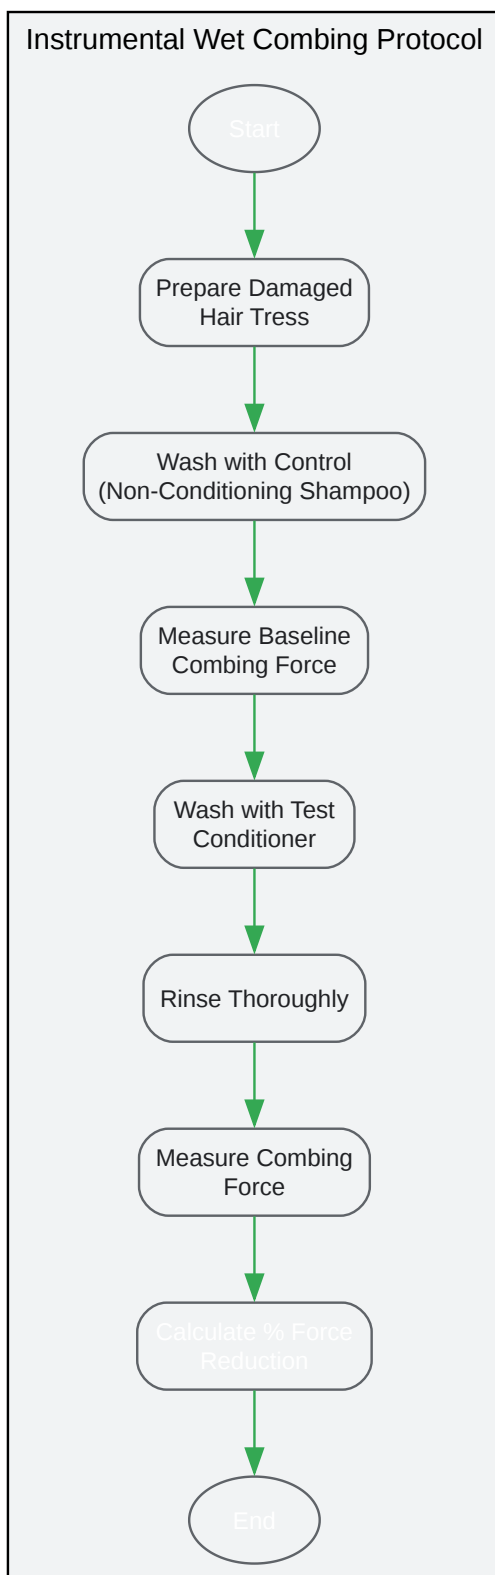 Instrumental Wet Combing Protocol
Start
Prepare Damaged
Hair Tress
Wash with Control
(Non-Conditioning Shampoo)
Measure Baseline
Combing Force
Wash with Test
Conditioner
Rinse Thoroughly
Measure Combing
Force
Calculate % Force
Reduction
End